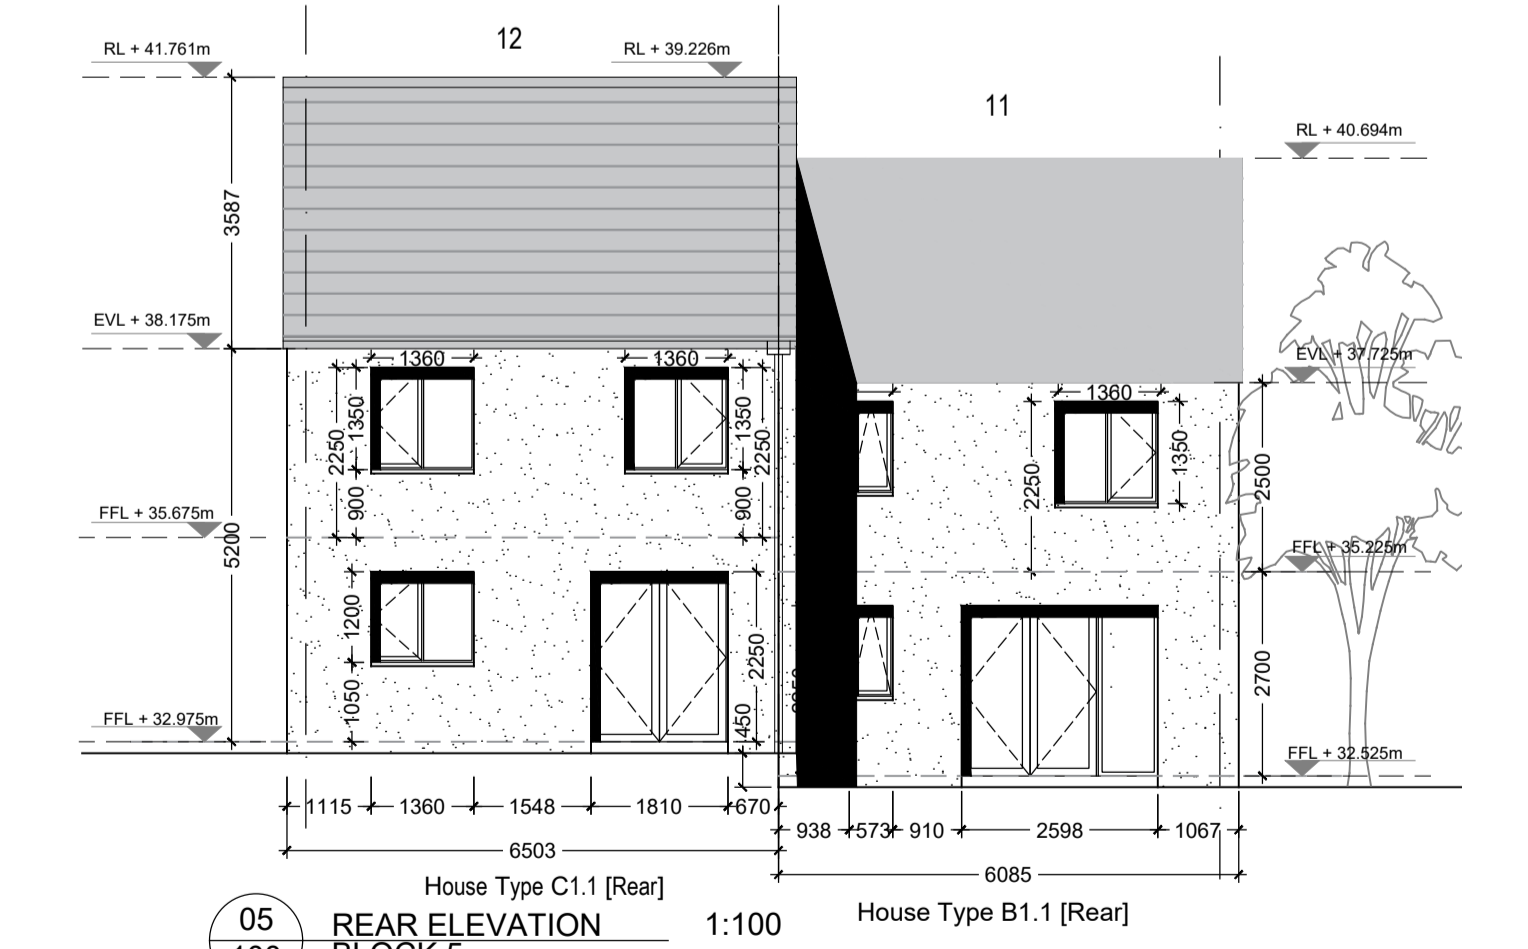 12
RL + 41.761m
RL + 39.226m
11
RL + 40.694m
3587
EVL + 38.175m
EVL + 37.725m
1360
1360
1360
1350
2250
900
1350
2250
900
2250
1350
2500
FFL + 35.675m
FFL + 35.225m
5200
1200
1050
2250
450
2700
FFL + 32.975m
FFL + 32.525m
1115
1360
1548
1810
670
938
573
910
2598
1067
6503
6085
House Type C1.1 [Rear]
House Type B1.1 [Rear]
05
REAR ELEVATION
1:100